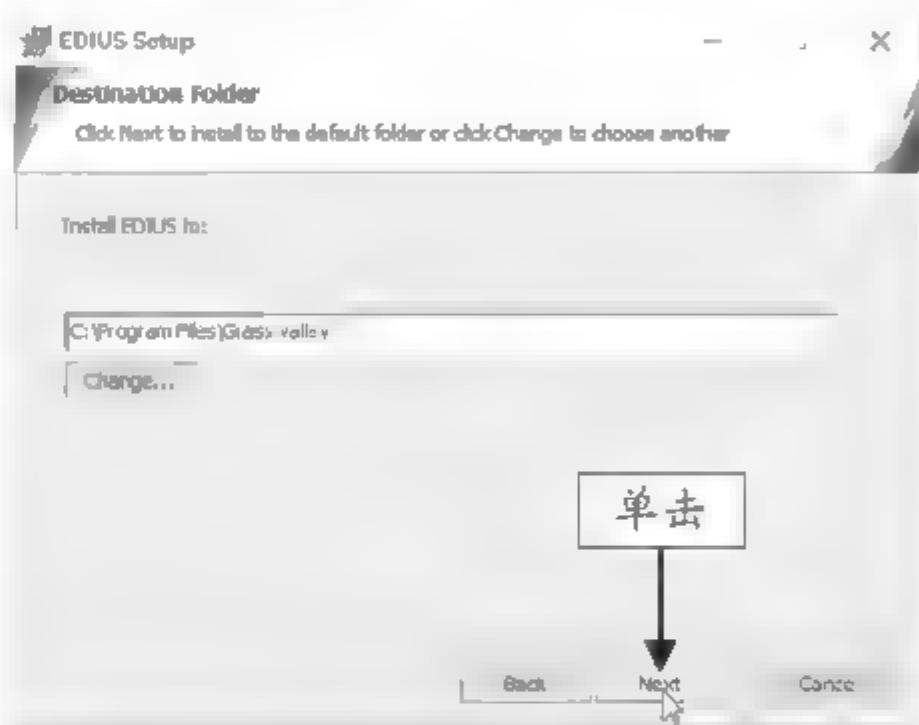 EDIUS Setup
Destination Folder
Click Next to install to the default folder or click Change to choose another
Install EDIUS to:
C:\Program Files\Grass Valley
Change...
单击
Back Next Cancel